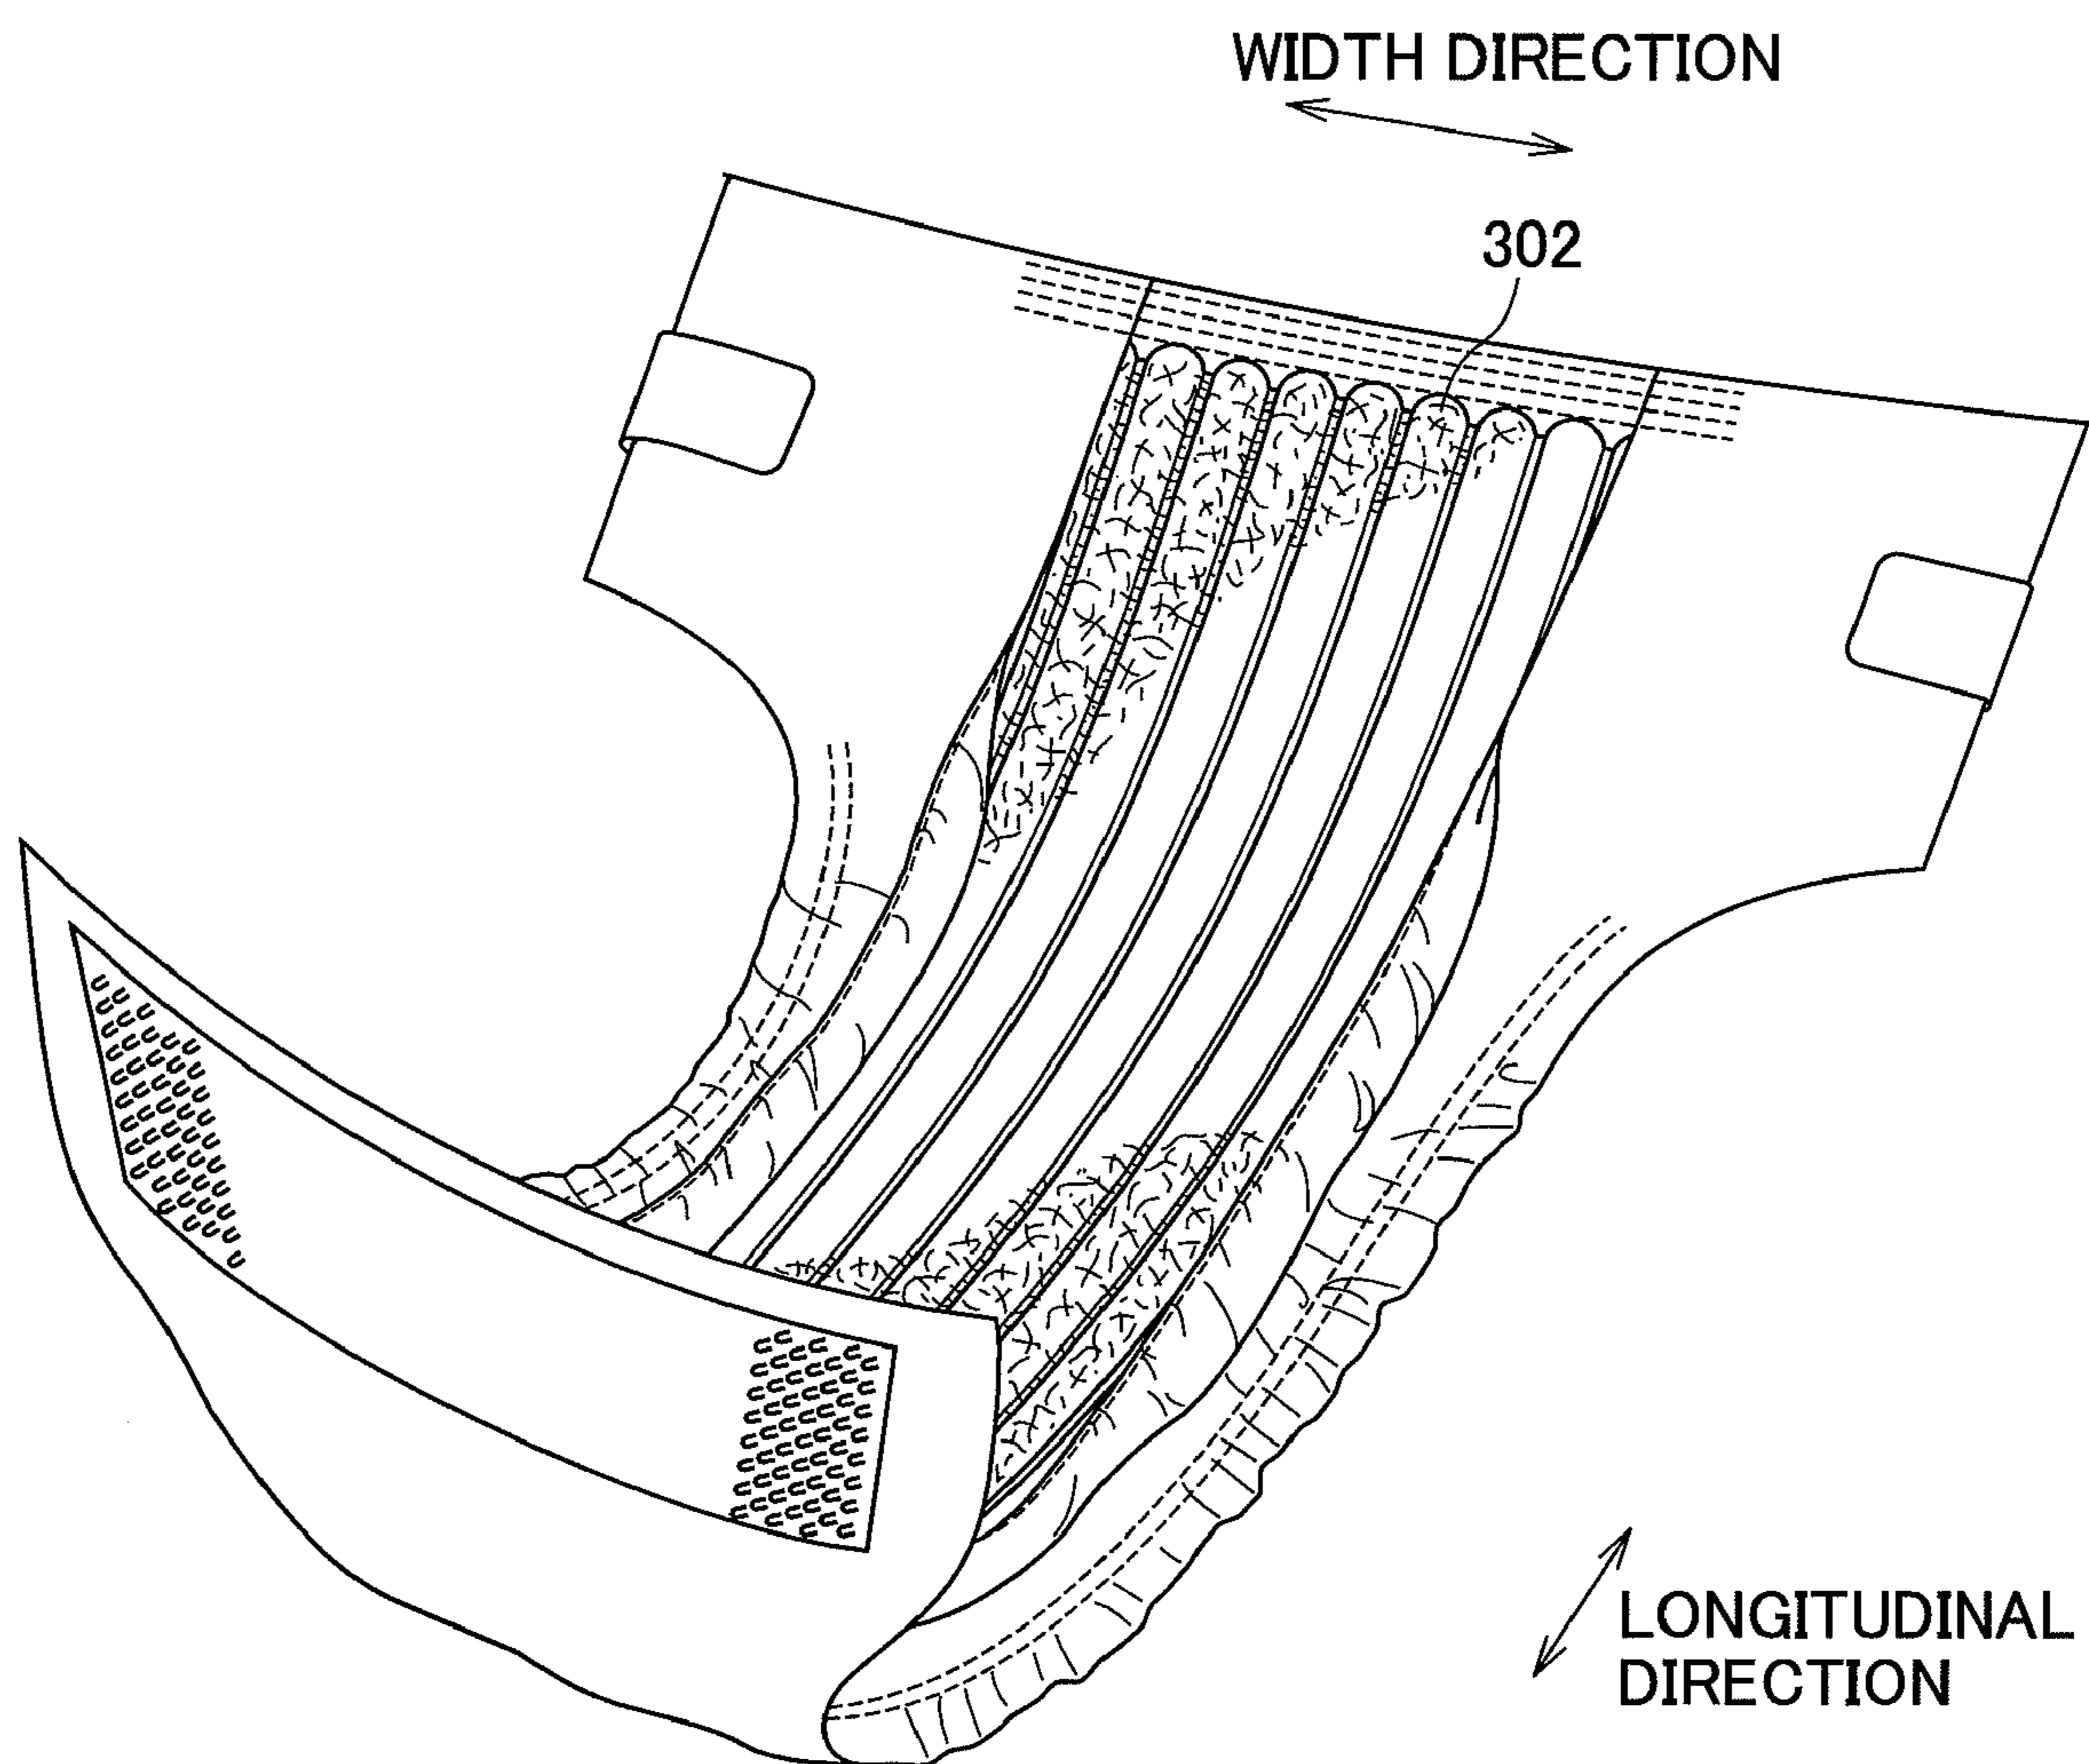 WIDTH DIRECTION
302
LONGITUDINAL
DIRECTION